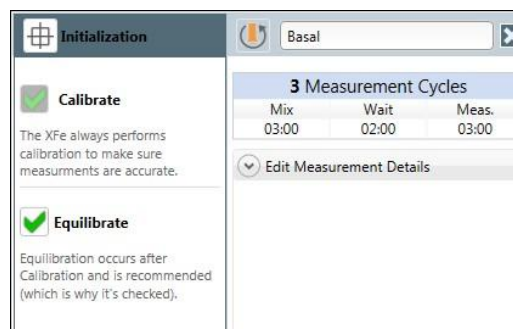 Initialization
Calibrate
The XFe always performs
calibration to make sure
measurments are accurate.
Equilibrate
Equilibration occurs after
Calibration and is recommended
(which is why it's checked).
Basal
3 Measurement Cycles
Mix Wait Meas.
03:00 02:00 03:00
Edit Measurement Details